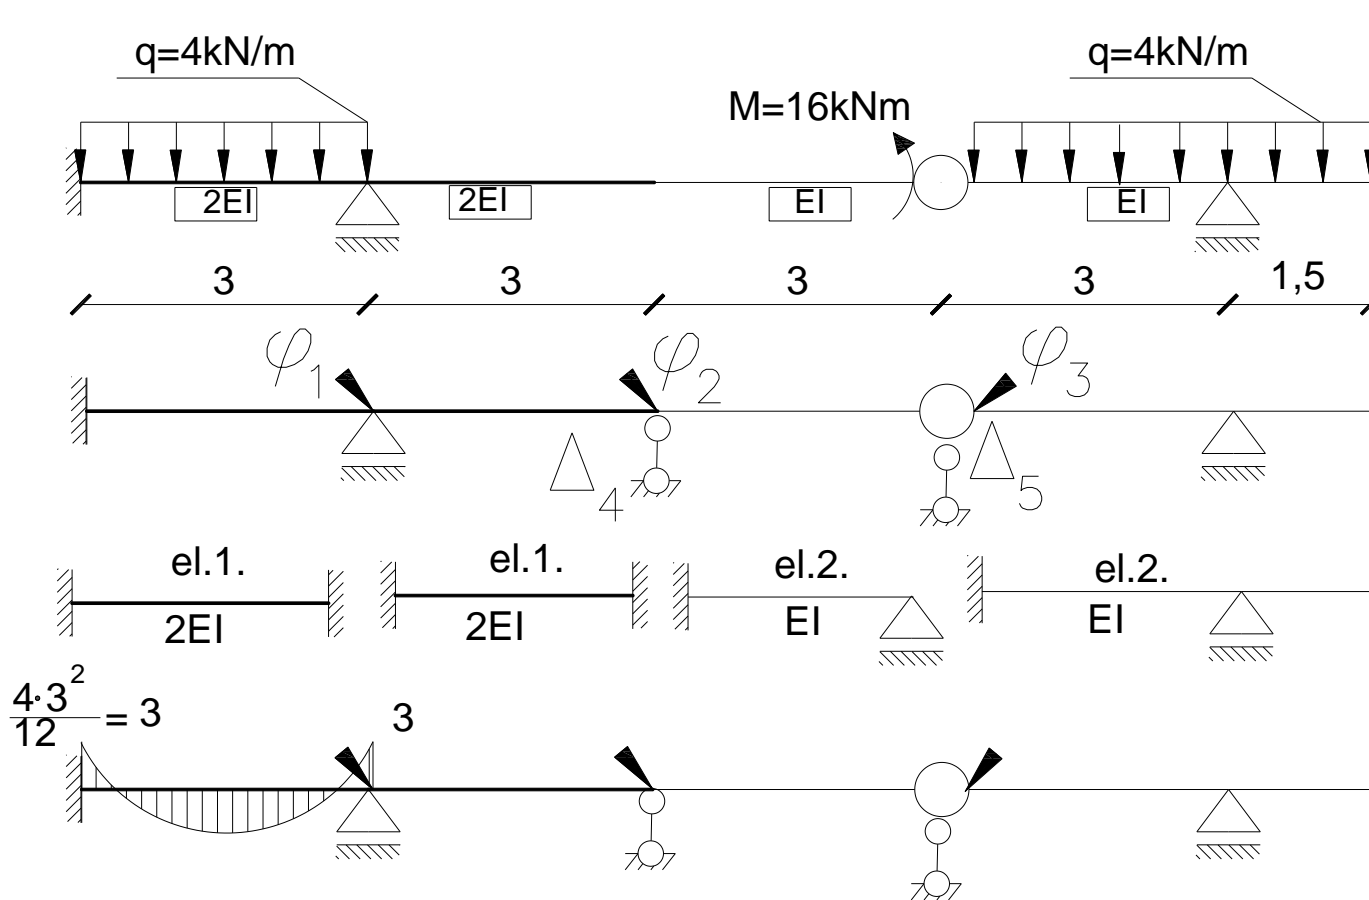 q=4kN/m q=4kN/m
M=16kNm
2EI 2EI EI EI
3 3 3 3 1,5
φ1 φ2 φ3
Δ4 Δ5
el.1. el.1. el.2. el.2.
2EI 2EI EI EI
4·3² / 12 = 3 3